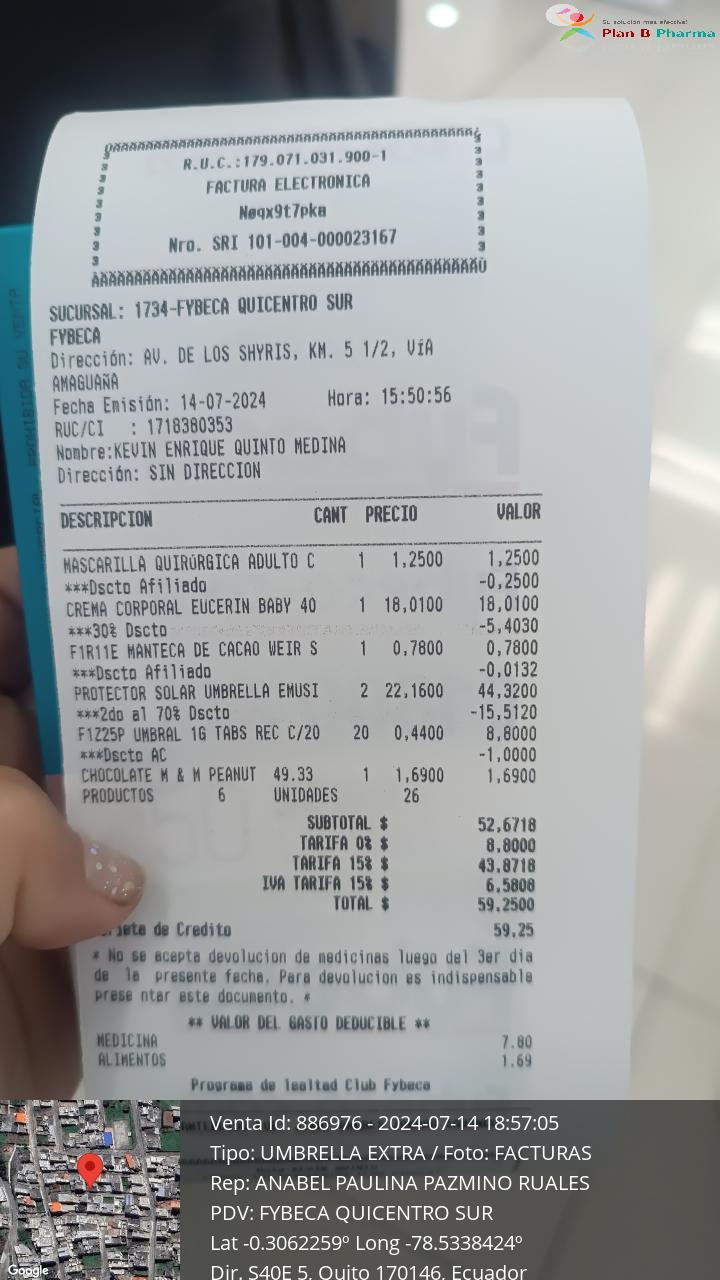 Su solución mas efectiva!
Plan B Pharma
R.U.C.:179.071.031.900-1
FACTURA ELECTRONICA
Nøqx9t7pka
Nro. SRI 101-004-000023167
SUCURSAL: 1734-FYBECA QUICENTRO SUR
FYBECA
Dirección: AV. DE LOS SHYRIS, KM. 5 1/2, VíA
AMAGUAñA
Fecha Emisión: 14-07-2024 Hora: 15:50:56
RUC/CI : 1718380353
Nombre:KEVIN ENRIQUE QUINTO MEDINA
Dirección: SIN DIRECCION
DESCRIPCION CANT PRECIO VALOR
MASCARILLA QUIRúRGICA ADULTO C 1 1,2500 1,2500
***Dscto Afiliado -0,2500
CREMA CORPORAL EUCERIN BABY 40 1 18,0100 18,0100
***30% Dscto -5,4030
F1R11E MANTECA DE CACAO WEIR S 1 0,7800 0,7800
***Dscto Afiliado -0,0132
PROTECTOR SOLAR UMBRELLA EMUSI 2 22,1600 44,3200
***2do al 70% Dscto -15,5120
F1Z25P UMBRAL 1G TABS REC C/20 20 0,4400 8,8000
***Dscto AC -1,0000
CHOCOLATE M & M PEANUT 49.33 1 1,6900 1,6900
PRODUCTOS 6 UNIDADES 26
SUBTOTAL $ 52,6718
TARIFA 0% $ 8,8000
TARIFA 15% $ 43,8718
IVA TARIFA 15% $ 6,5808
TOTAL $ 59,2500
de Credito 59,25
* No se acepta devolucion de medicinas luego del 3er dia
de la presente fecha. Para devolucion es indispensable
prese ntar este documento. *
** VALOR DEL GASTO DEDUCIBLE **
MEDICINA 7.80
ALIMENTOS 1.69
Programa de lealtad Club Fybeca
Venta Id: 886976 - 2024-07-14 18:57:05
Tipo: UMBRELLA EXTRA / Foto: FACTURAS
Rep: ANABEL PAULINA PAZMINO RUALES
PDV: FYBECA QUICENTRO SUR
Lat -0.3062259º Long -78.5338424º
Dir. S40E 5, Quito 170146, Ecuador
Google